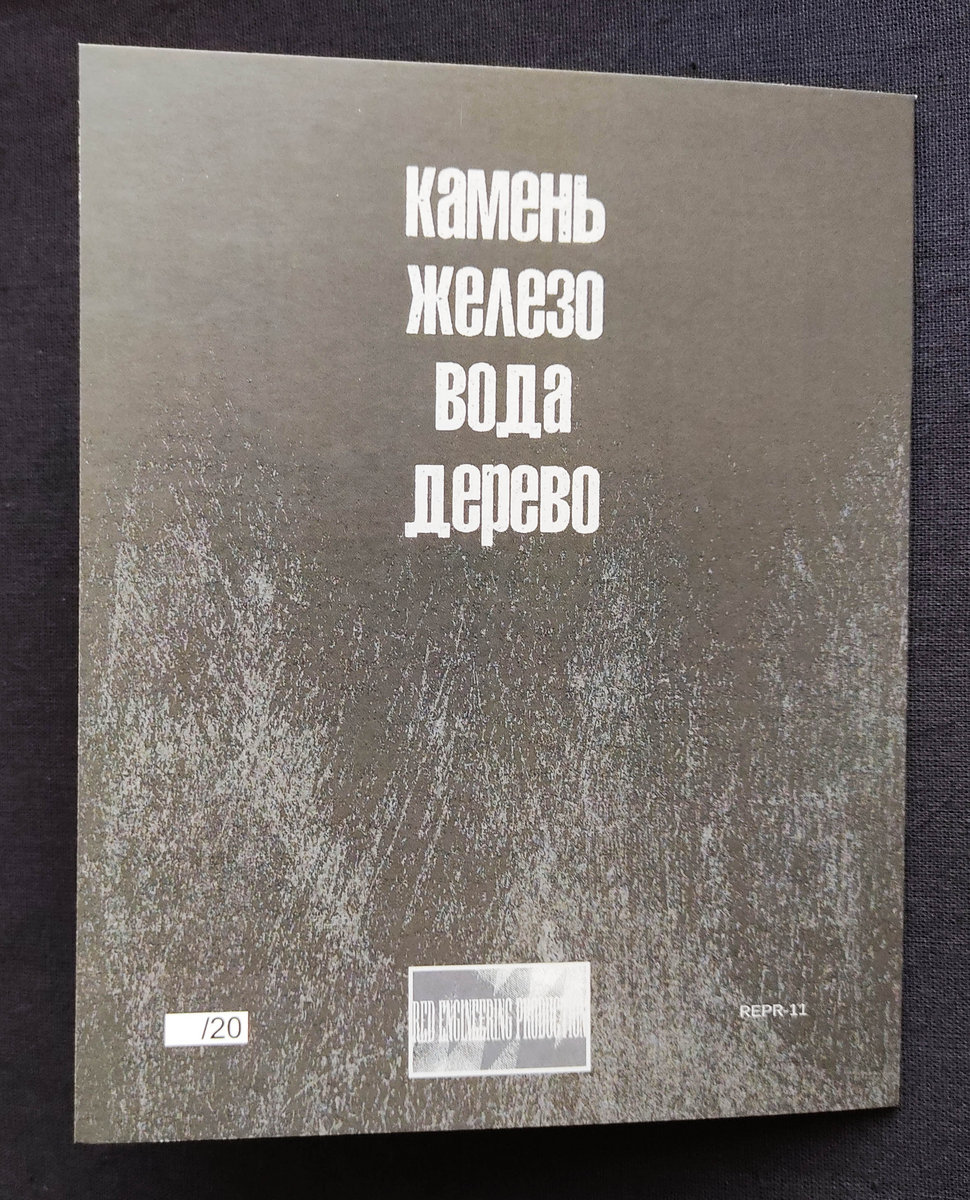 камень
железо
вода
дерево
/20
RED ENGINEERING PRODUCTION
REPR-11